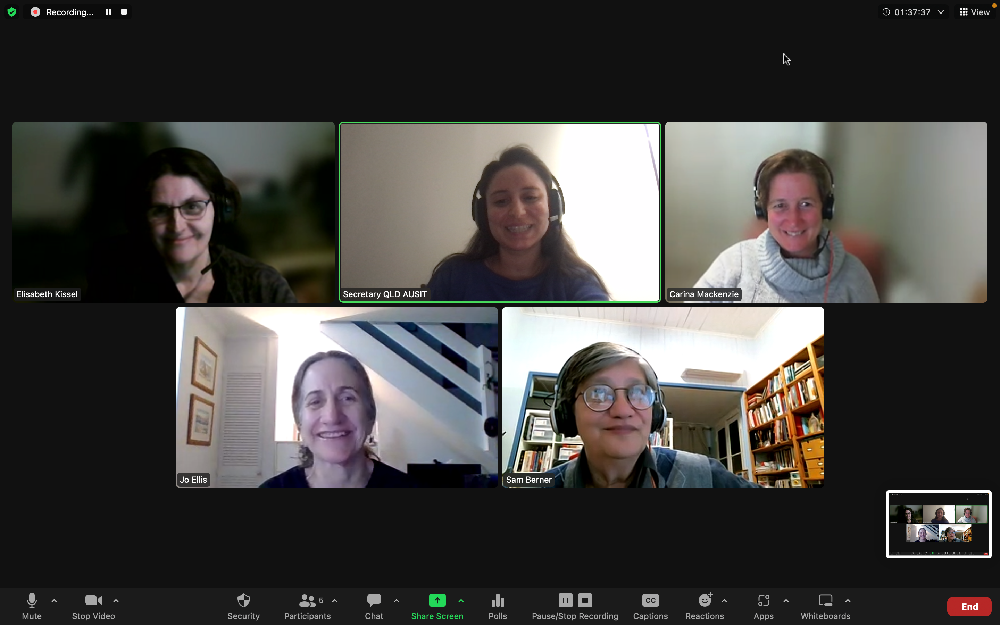 Recording...
01:37:37
View
Elisabeth Kissel
Secretary QLD AUSIT
Carina Mackenzie
Jo Ellis
Sam Berner
5
CC
Mute
Stop Video
Security
Participants
Chat
Share Screen
Polls
Pause/Stop Recording
Captions
Reactions
Apps
Whiteboards
End